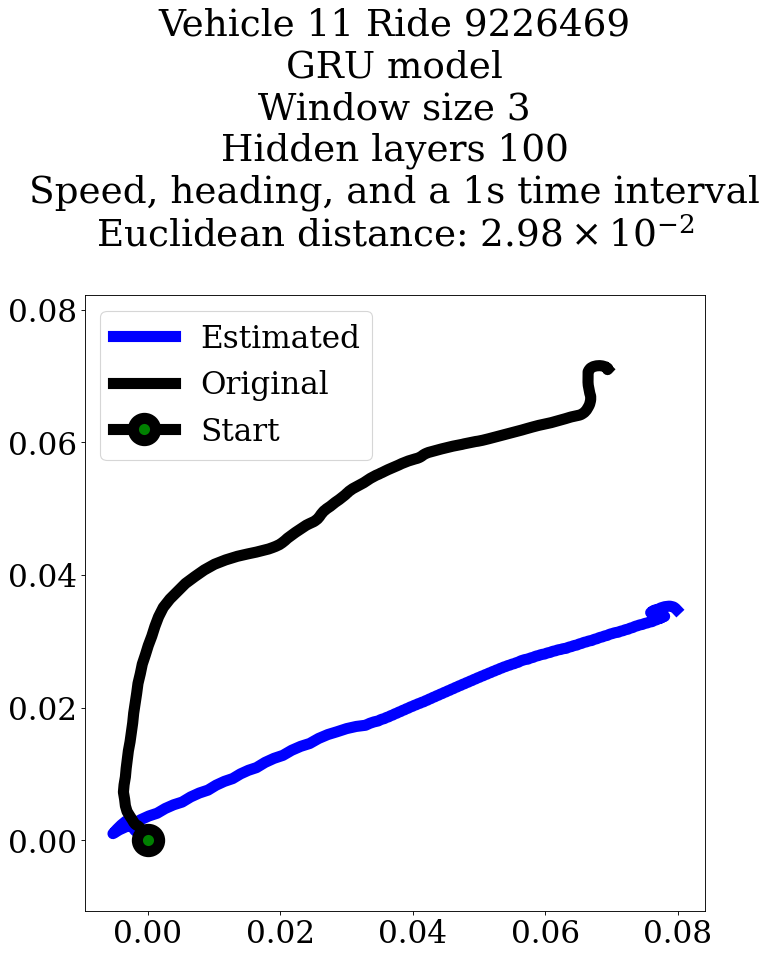 Vehicle 11 Ride 9226469
GRU model
Window size 3
Hidden layers 100
Speed, heading, and a 1s time interval
Euclidean distance: 2.98 × 10⁻²
0.08
Estimated
Original
Start
0.06
0.04
0.02
0.00
0.00 0.02 0.04 0.06 0.08